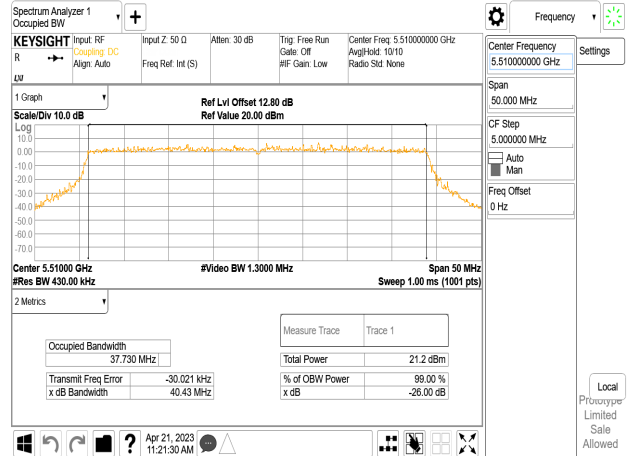 Spectrum Analyzer 1
Occupied BW
Frequency
KEYSIGHT
R
Input: RF
Coupling: DC
Align: Auto
Input Z: 50 Ω
Freq Ref: Int (S)
Atten: 30 dB
Trig: Free Run
Gate: Off
#IF Gain: Low
Center Freq: 5.510000000 GHz
Avg|Hold: 10/10
Radio Std: None
Center Frequency
5.510000000 GHz
Settings
Span
50.000 MHz
CF Step
5.000000 MHz
Auto
Man
Freq Offset
0 Hz
1 Graph
Scale/Div 10.0 dB
Ref Lvl Offset 12.80 dB
Ref Value 20.00 dBm
Log
10.0
0.00
-10.0
-20.0
-30.0
-40.0
-50.0
-60.0
-70.0
Center 5.51000 GHz
#Res BW 430.00 kHz
#Video BW 1.3000 MHz
Span 50 MHz
Sweep 1.00 ms (1001 pts)
2 Metrics
Measure Trace
Trace 1
Occupied Bandwidth
37.730 MHz
Total Power
21.2 dBm
Transmit Freq Error
-30.021 kHz
% of OBW Power
99.00 %
x dB Bandwidth
40.43 MHz
x dB
-26.00 dB
Local
Prototype
Limited
Sale
Allowed
?
Apr 21, 2023
11:21:30 AM